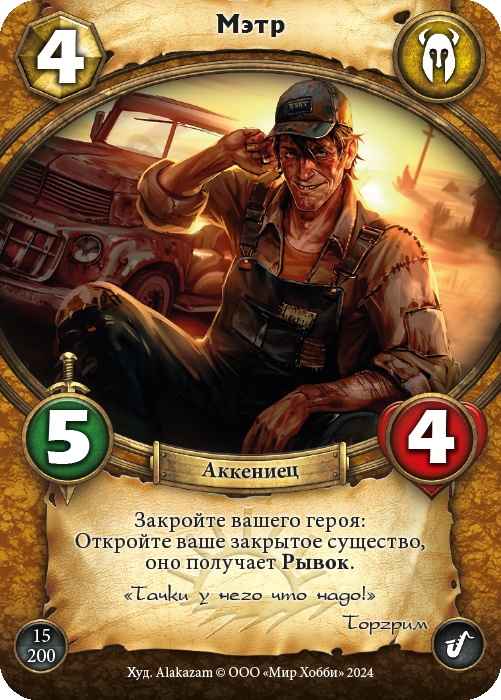 Мэтр
4
5
4
Аккениец
Закройте вашего героя:
Откройте ваше закрытое существо,
оно получает Рывок.
«Тачки у него что надо!»
Торгрим
15
200
Худ. Alakazam © ООО «Мир Хобби» 2024